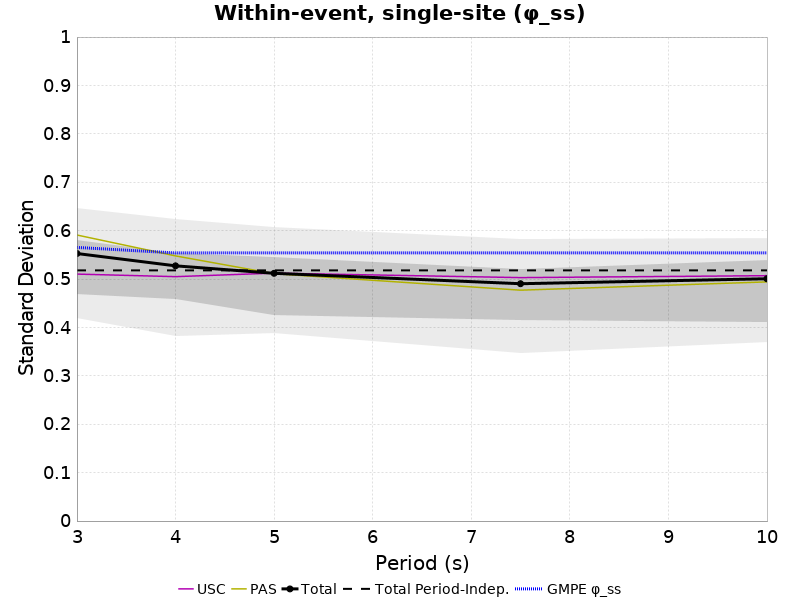 Within-event, single-site (φ_ss)
1
0.9
0.8
0.7
0.6
0.5
0.4
0.3
0.2
0.1
0
Standard Deviation
3 4 5 6 7 8 9 10
Period (s)
USC PAS Total Total Period-Indep. GMPE φ_ss